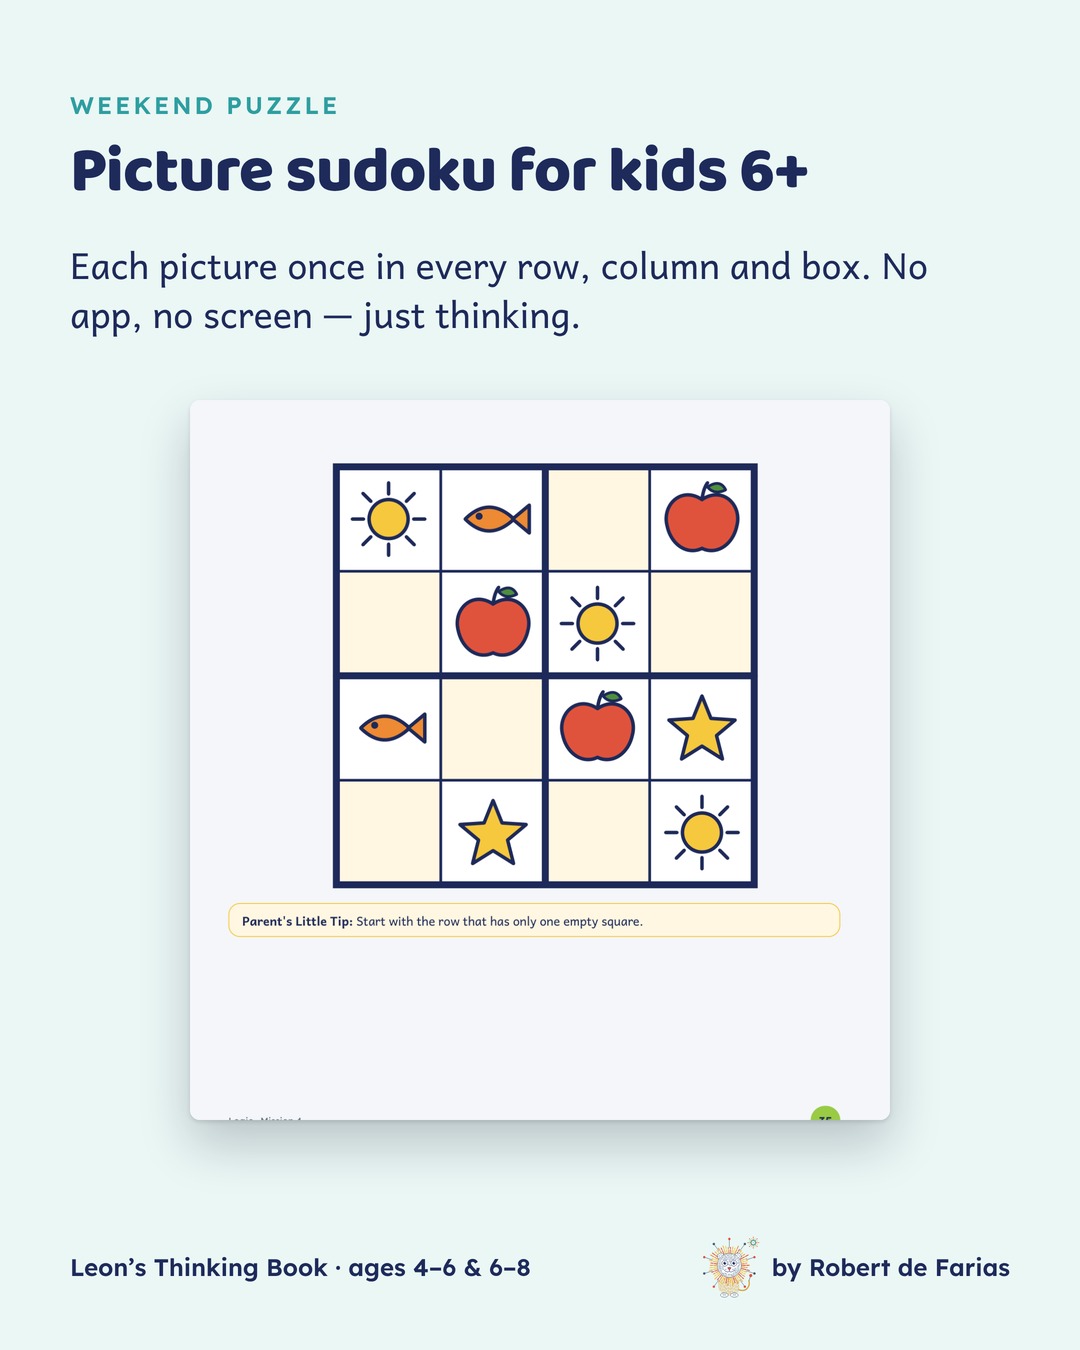 WEEKEND PUZZLE
Picture sudoku for kids 6+
Each picture once in every row, column and box. No
app, no screen — just thinking.
Parent's Little Tip: Start with the row that has only one empty square.
Leon’s Thinking Book · ages 4–6 & 6–8
by Robert de Farias